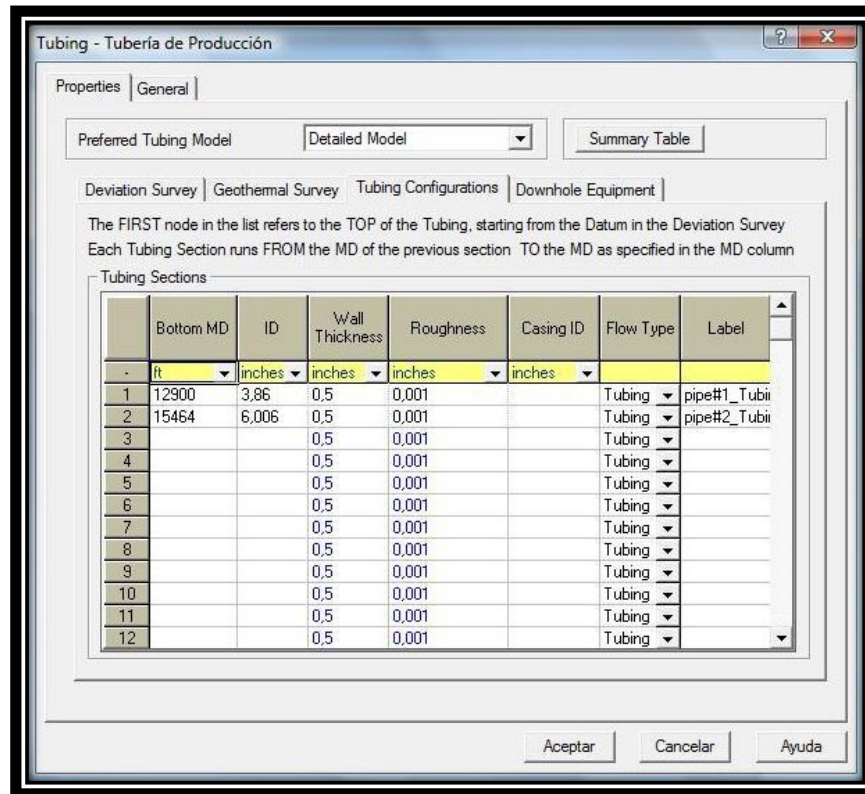 Tubing - Tubería de Producción
Properties General
Preferred Tubing Model Detailed Model Summary Table
Deviation Survey Geothermal Survey Tubing Configurations Downhole Equipment
The FIRST node in the list refers to the TOP of the Tubing, starting from the Datum in the Deviation Survey
Each Tubing Section runs FROM the MD of the previous section TO the MD as specified in the MD column
Tubing Sections
Bottom MD ID Wall Thickness Roughness Casing ID Flow Type Label
ft inches inches inches inches
1 12900 3,86 0,5 0,001 Tubing pipe#1_Tubi
2 15464 6,006 0,5 0,001 Tubing pipe#2_Tubi
3 0,5 0,001 Tubing
4 0,5 0,001 Tubing
5 0,5 0,001 Tubing
6 0,5 0,001 Tubing
7 0,5 0,001 Tubing
8 0,5 0,001 Tubing
9 0,5 0,001 Tubing
10 0,5 0,001 Tubing
11 0,5 0,001 Tubing
12 0,5 0,001 Tubing
Aceptar Cancelar Ayuda